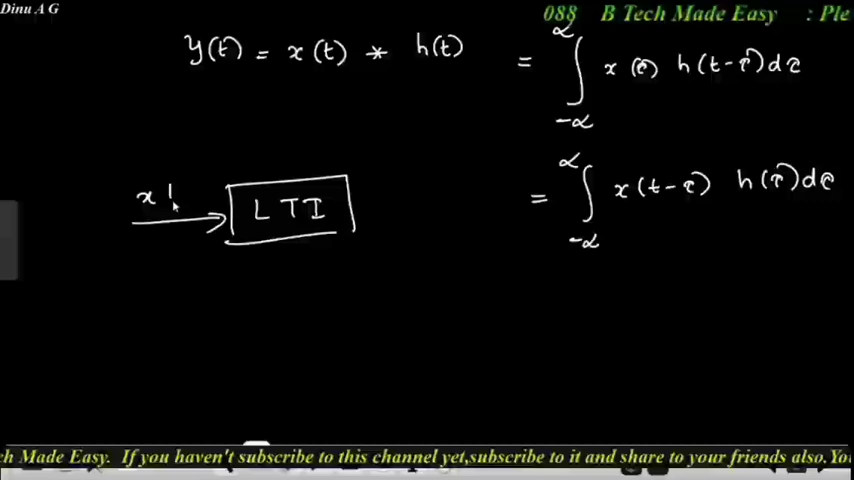 Dinu A G
088 B Tech Made Easy : Ple
y(t) = x(t) * h(t) = ∫_{-∝}^{∝} x(τ) h(t-τ)dτ
= ∫_{-∝}^{∝} x(t-τ) h(τ)dτ
x
LTI
ch Made Easy. If you haven't subscribe to this channel yet,subscribe to it and share to your friends also.